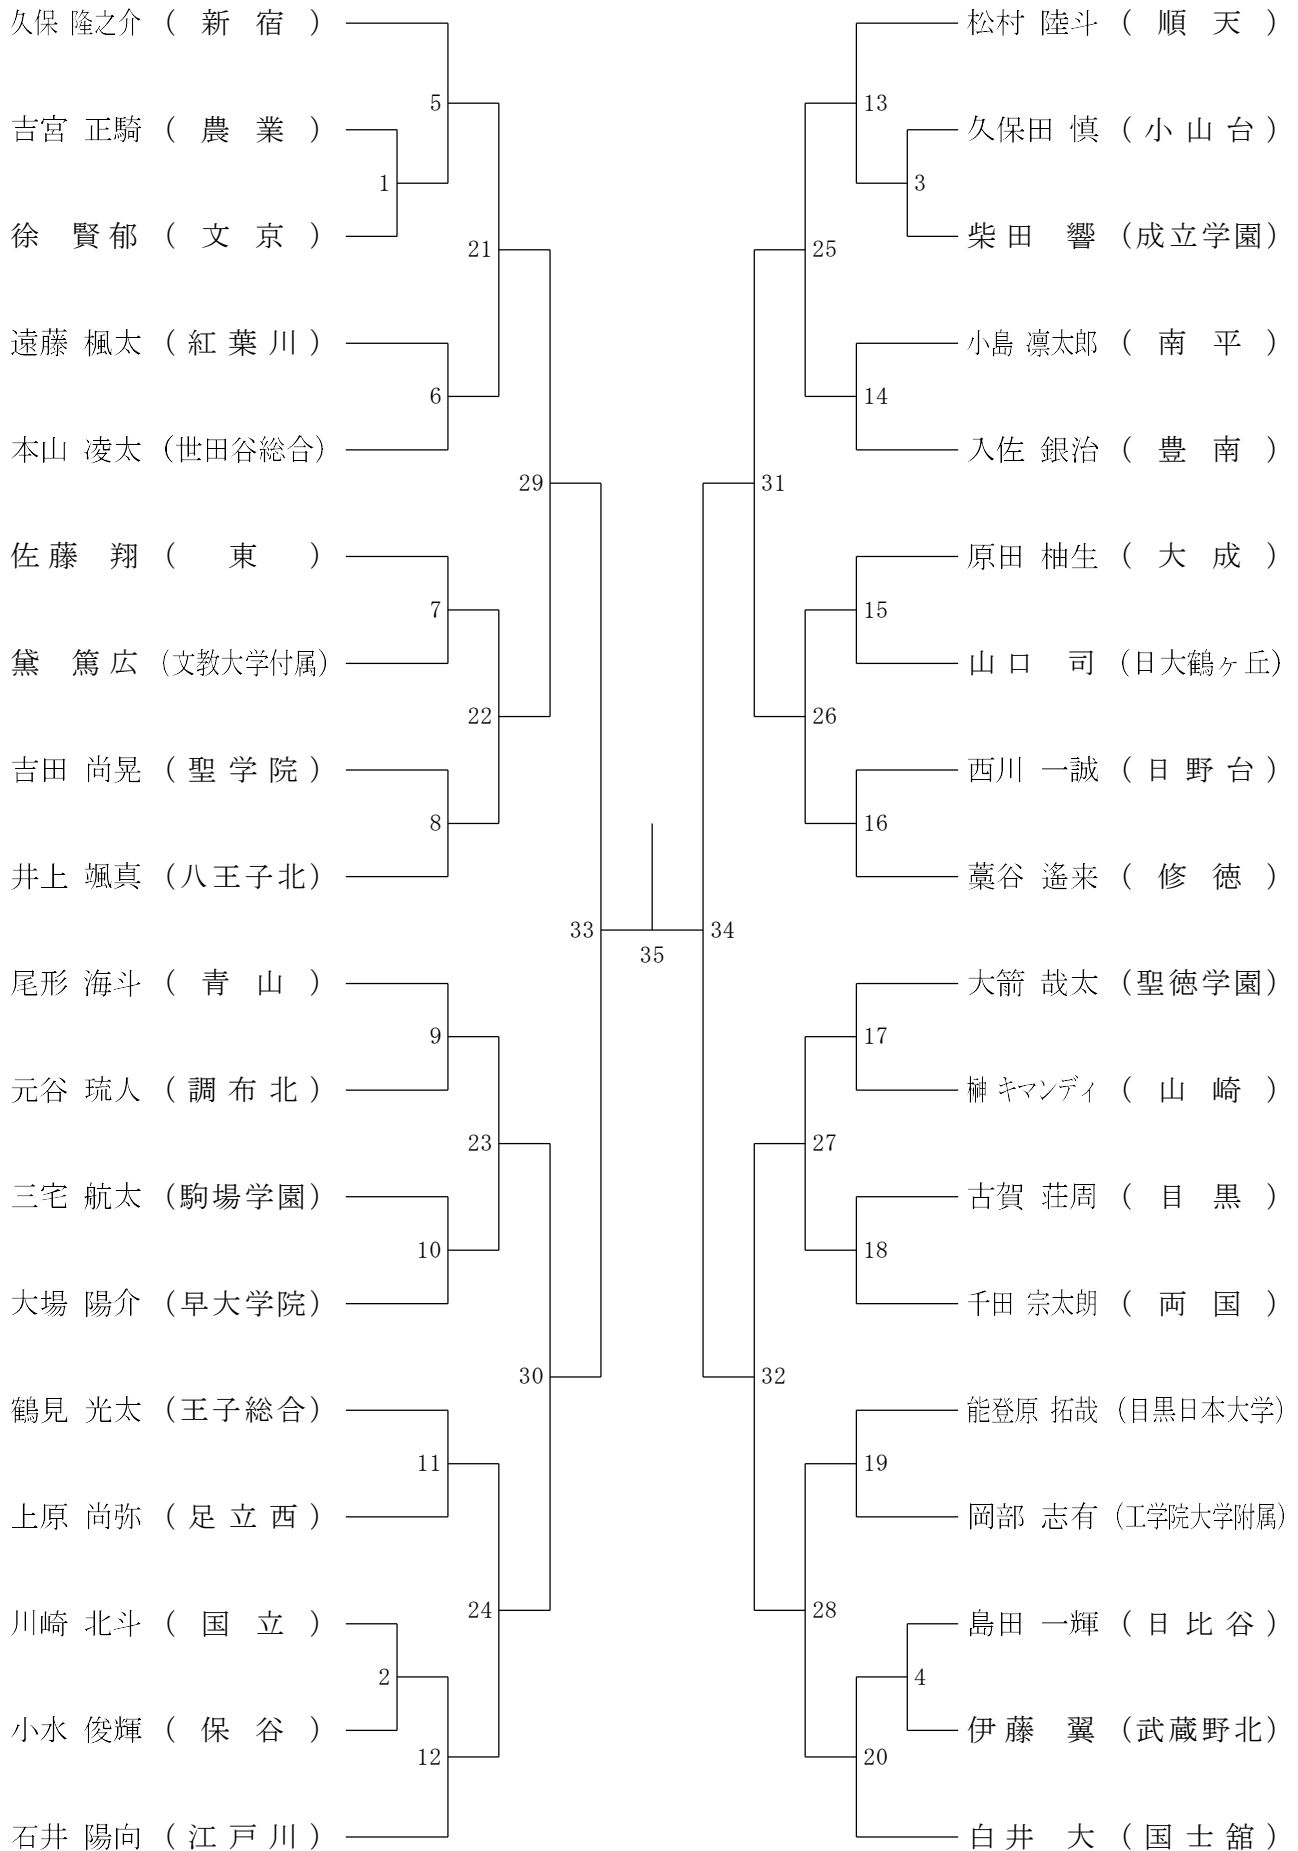 久保 隆之介 ( 新 宿 )
5
吉宮 正騎 ( 農 業 )
1
徐 賢郁 ( 文 京 )
21
遠藤 楓太 ( 紅 葉 川 )
6
本山 凌太 (世田谷総合)
29
佐藤 翔 ( 東 )
7
黛 篤広 (文教大学付属)
22
吉田 尚晃 ( 聖 学 院 )
8
井上 颯真 (八王子北)
33
尾形 海斗 ( 青 山 )
9
元谷 琉人 ( 調 布 北 )
23
三宅 航太 (駒場学園)
10
大場 陽介 (早大学院)
30
鶴見 光太 (王子総合)
11
上原 尚弥 ( 足 立 西 )
24
川崎 北斗 ( 国 立 )
2
小水 俊輝 ( 保 谷 )
12
石井 陽向 ( 江 戸 川 )
35
松村 陸斗 ( 順 天 )
13
久保田 慎 ( 小 山 台 )
3
柴田 響 (成立学園)
25
小島 凛太郎 ( 南 平 )
14
入佐 銀治 ( 豊 南 )
31
原田 柚生 ( 大 成 )
15
山口 司 (日大鶴ヶ丘)
26
西川 一誠 ( 日 野 台 )
16
藁谷 遙来 ( 修 徳 )
34
大箭 哉太 (聖徳学園)
17
榊 キマンディ ( 山 崎 )
27
古賀 荘周 ( 目 黒 )
18
千田 宗太朗 ( 両 国 )
32
能登原 拓哉 (目黒日本大学)
19
岡部 志有 (工学院大学附属)
28
島田 一輝 ( 日 比 谷 )
4
伊藤 翼 (武蔵野北)
20
白井 大 ( 国 士 舘 )